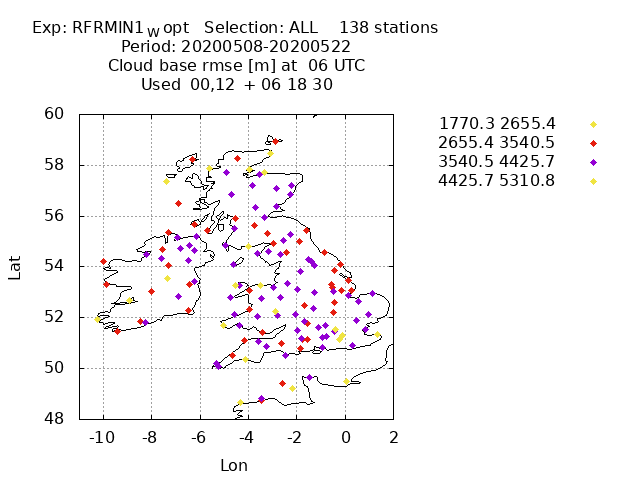 Exp: RFRMIN1 W opt Selection: ALL 138 stations
Period: 20200508-20200522
Cloud base rmse [m] at 06 UTC
Used 00,12 + 06 18 30
1770.3 2655.4
2655.4 3540.5
3540.5 4425.7
4425.7 5310.8
60
58
56
54
52
50
48
Lat
-10 -8 -6 -4 -2 0 2
Lon